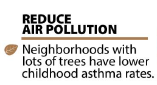 REDUCE
AIR POLLUTION
Neighborhoods with
lots of trees have lower
childhood asthma rates.